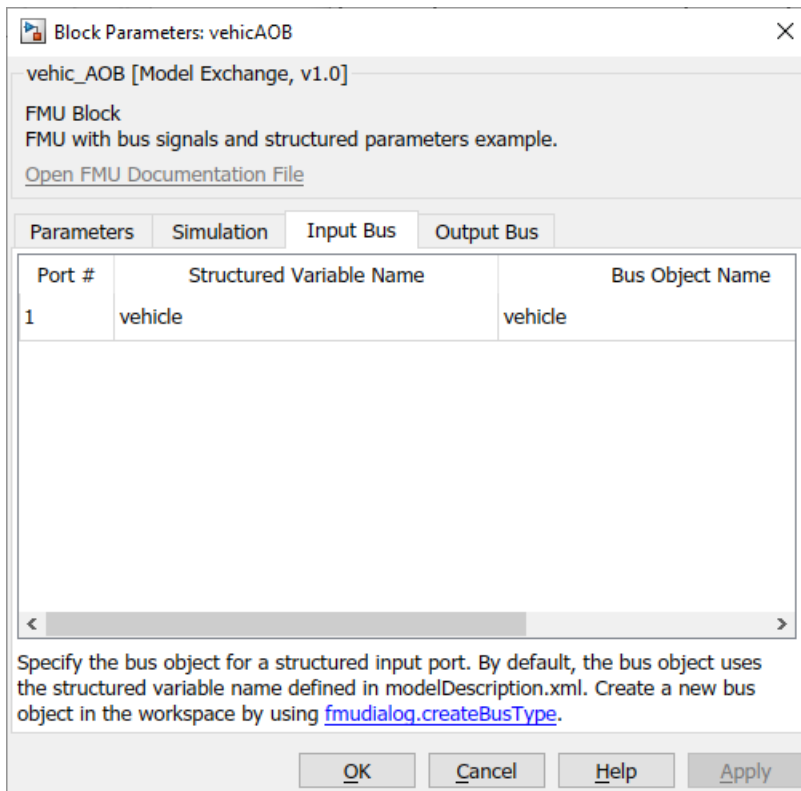 Block Parameters: vehicAOB
vehic_AOB [Model Exchange, v1.0]
FMU Block
FMU with bus signals and structured parameters example.
Open FMU Documentation File
Parameters Simulation Input Bus Output Bus
Port # Structured Variable Name Bus Object Name
1 vehicle vehicle
Specify the bus object for a structured input port. By default, the bus object uses
the structured variable name defined in modelDescription.xml. Create a new bus
object in the workspace by using fmudialog.createBusType.
OK Cancel Help Apply